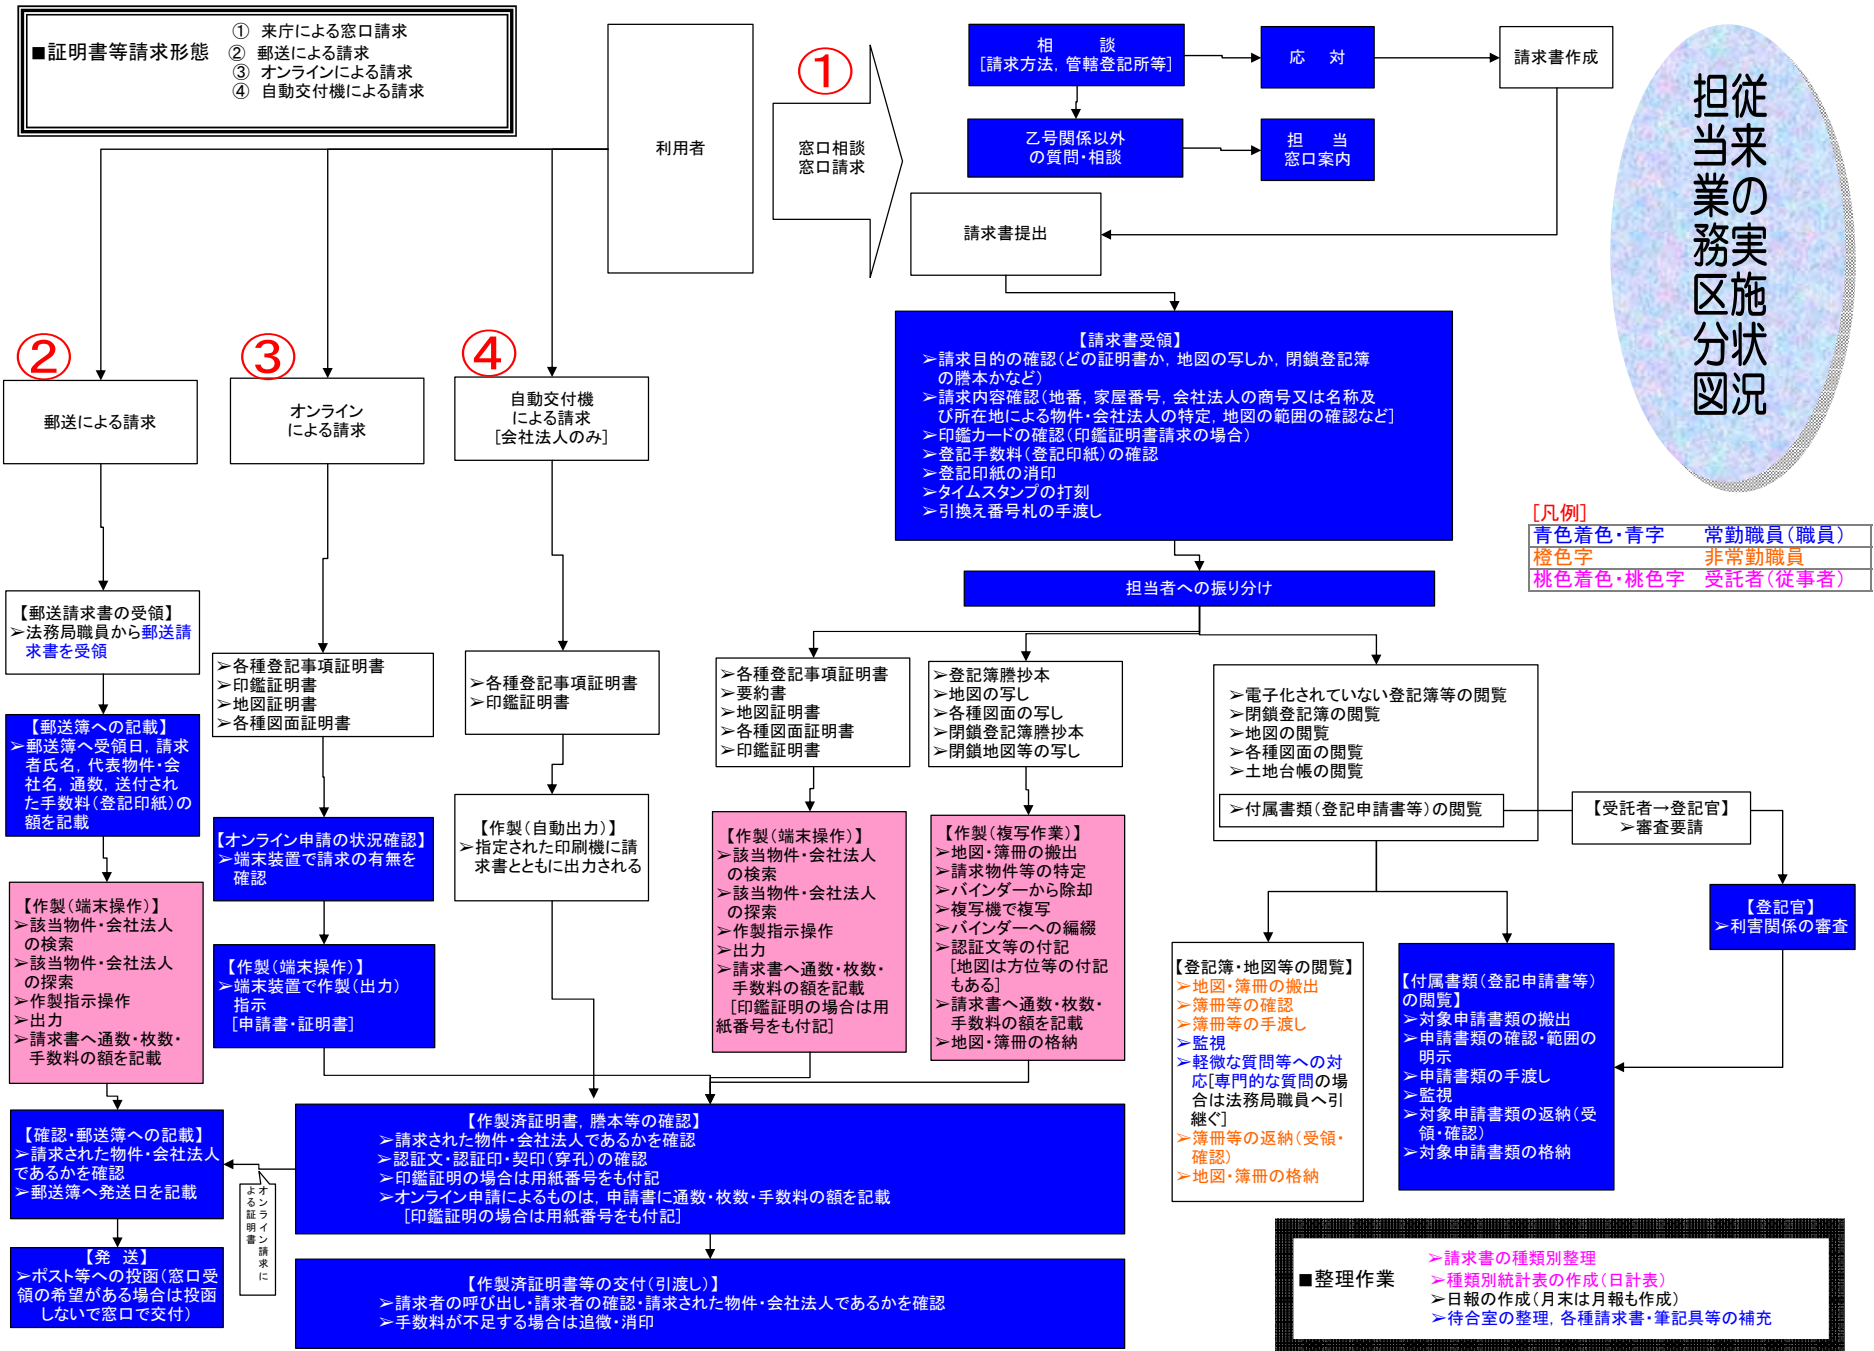 ■証明書等請求形態
① 来庁による窓口請求
② 郵送による請求
③ オンラインによる請求
④ 自動交付機による請求
利用者
①
窓口相談
窓口請求
相　談
[請求方法, 管轄登記所等]
応　対
請求書作成
乙号関係以外
の質問・相談
担　当
窓口案内
請求書提出
従来の実施状況
担当業務区分図
【請求書受領】
➢請求目的の確認(どの証明書か, 地図の写しか, 閉鎖登記簿
の謄本かなど)
➢請求内容確認(地番, 家屋番号, 会社法人の商号又は名称及
び所在地による物件・会社法人の特定, 地図の範囲の確認など]
➢印鑑カードの確認(印鑑証明書請求の場合)
➢登記手数料(登記印紙)の確認
➢登記印紙の消印
➢タイムスタンプの打刻
➢引換え番号札の手渡し
[凡例]
青色着色・青字　常勤職員(職員)
橙色字　非常勤職員
桃色着色・桃色字　受託者(従事者)
担当者への振り分け
②
郵送による請求
③
オンライン
による請求
④
自動交付機
による請求
[会社法人のみ]
【郵送請求書の受領】
➢法務局職員から郵送請
求書を受領
➢各種登記事項証明書
➢印鑑証明書
➢地図証明書
➢各種図面証明書
➢各種登記事項証明書
➢印鑑証明書
➢各種登記事項証明書
➢要約書
➢地図証明書
➢各種図面証明書
➢印鑑証明書
➢登記簿謄抄本
➢地図の写し
➢各種図面の写し
➢閉鎖登記簿謄抄本
➢閉鎖地図等の写し
➢電子化されていない登記簿等の閲覧
➢閉鎖登記簿の閲覧
➢地図の閲覧
➢各種図面の閲覧
➢土地台帳の閲覧
➢付属書類(登記申請書等)の閲覧
【受託者→登記官】
➢審査要請
【登記官】
➢利害関係の審査
【郵送簿への記載】
➢郵送簿へ受領日, 請求
者氏名, 代表物件・会
社名, 通数, 送付され
た手数料(登記印紙)の
額を記載
【オンライン申請の状況確認】
➢端末装置で請求の有無を
確認
【作製(自動出力)】
➢指定された印刷機に請
求書とともに出力される
【作製(端末操作)】
➢該当物件・会社法人
の検索
➢該当物件・会社法人
の探索
➢作製指示操作
➢出力
➢請求書へ通数・枚数・
手数料の額を記載
[印鑑証明の場合は用
紙番号をも付記]
【作製(複写作業)】
➢地図・簿冊の搬出
➢請求物件等の特定
➢バインダーから除却
➢複写機で複写
➢バインダーへの編綴
➢認証文等の付記
[地図は方位等の付記
もある]
➢請求書へ通数・枚数・
手数料の額を記載
➢地図・簿冊の格納
【作製(端末操作)】
➢該当物件・会社法人
の検索
➢該当物件・会社法人
の探索
➢作製指示操作
➢出力
➢請求書へ通数・枚数・
手数料の額を記載
【作製(端末操作)】
➢端末装置で作製(出力)
指示
[申請書・証明書]
【登記簿・地図等の閲覧】
➢地図・簿冊の搬出
➢簿冊等の確認
➢簿冊等の手渡し
➢監視
➢軽微な質問等への対
応[専門的な質問の場
合は法務局職員へ引
継ぐ]
➢簿冊等の返納(受領・
確認)
➢地図・簿冊の格納
【付属書類(登記申請書等)
の閲覧】
➢対象申請書類の搬出
➢申請書類の確認・範囲の
明示
➢申請書類の手渡し
➢監視
➢対象申請書類の返納(受
領・確認)
➢対象申請書類の格納
【確認・郵送簿への記載】
➢請求された物件・会社法人
であるかを確認
➢郵送簿へ発送日を記載
オンライン請求に
よる証明書
【作製済証明書, 謄本等の確認】
➢請求された物件・会社法人であるかを確認
➢認証文・認証印・契印(穿孔)の確認
➢印鑑証明の場合は用紙番号をも付記
➢オンライン申請によるものは, 申請書に通数・枚数・手数料の額を記載
[印鑑証明の場合は用紙番号をも付記]
【発 送】
➢ポスト等への投函(窓口受
領の希望がある場合は投函
しないで窓口で交付)
【作製済証明書等の交付(引渡し)】
➢請求者の呼び出し・請求者の確認・請求された物件・会社法人であるかを確認
➢手数料が不足する場合は追徴・消印
■整理作業
➢請求書の種類別整理
➢種類別統計表の作成(日計表)
➢日報の作成(月末は月報も作成)
➢待合室の整理, 各種請求書・筆記具等の補充